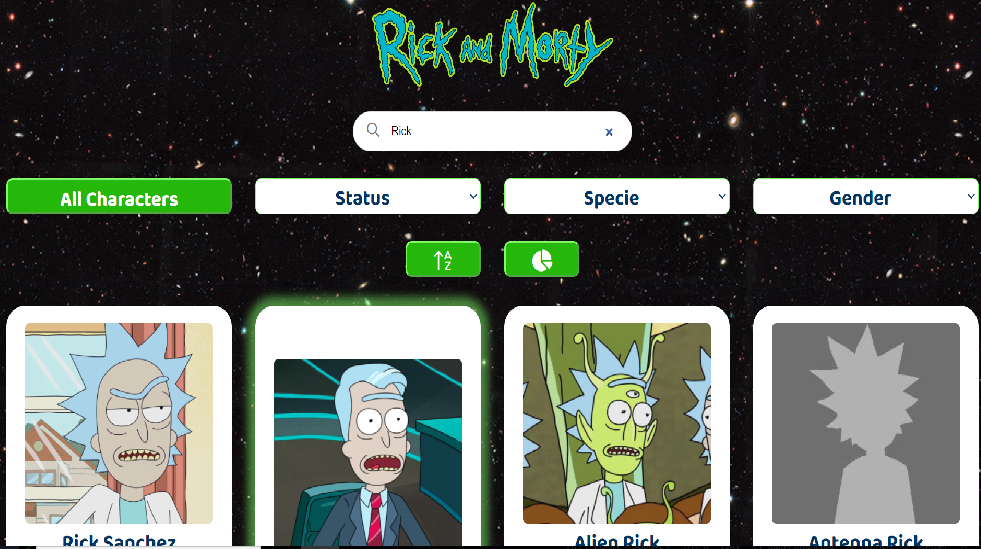 Rick and Morty
Rick
x
All Characters
Status
Specie
Gender
A
Z
Rick Sanchez
Alien Rick
Antenna Rick